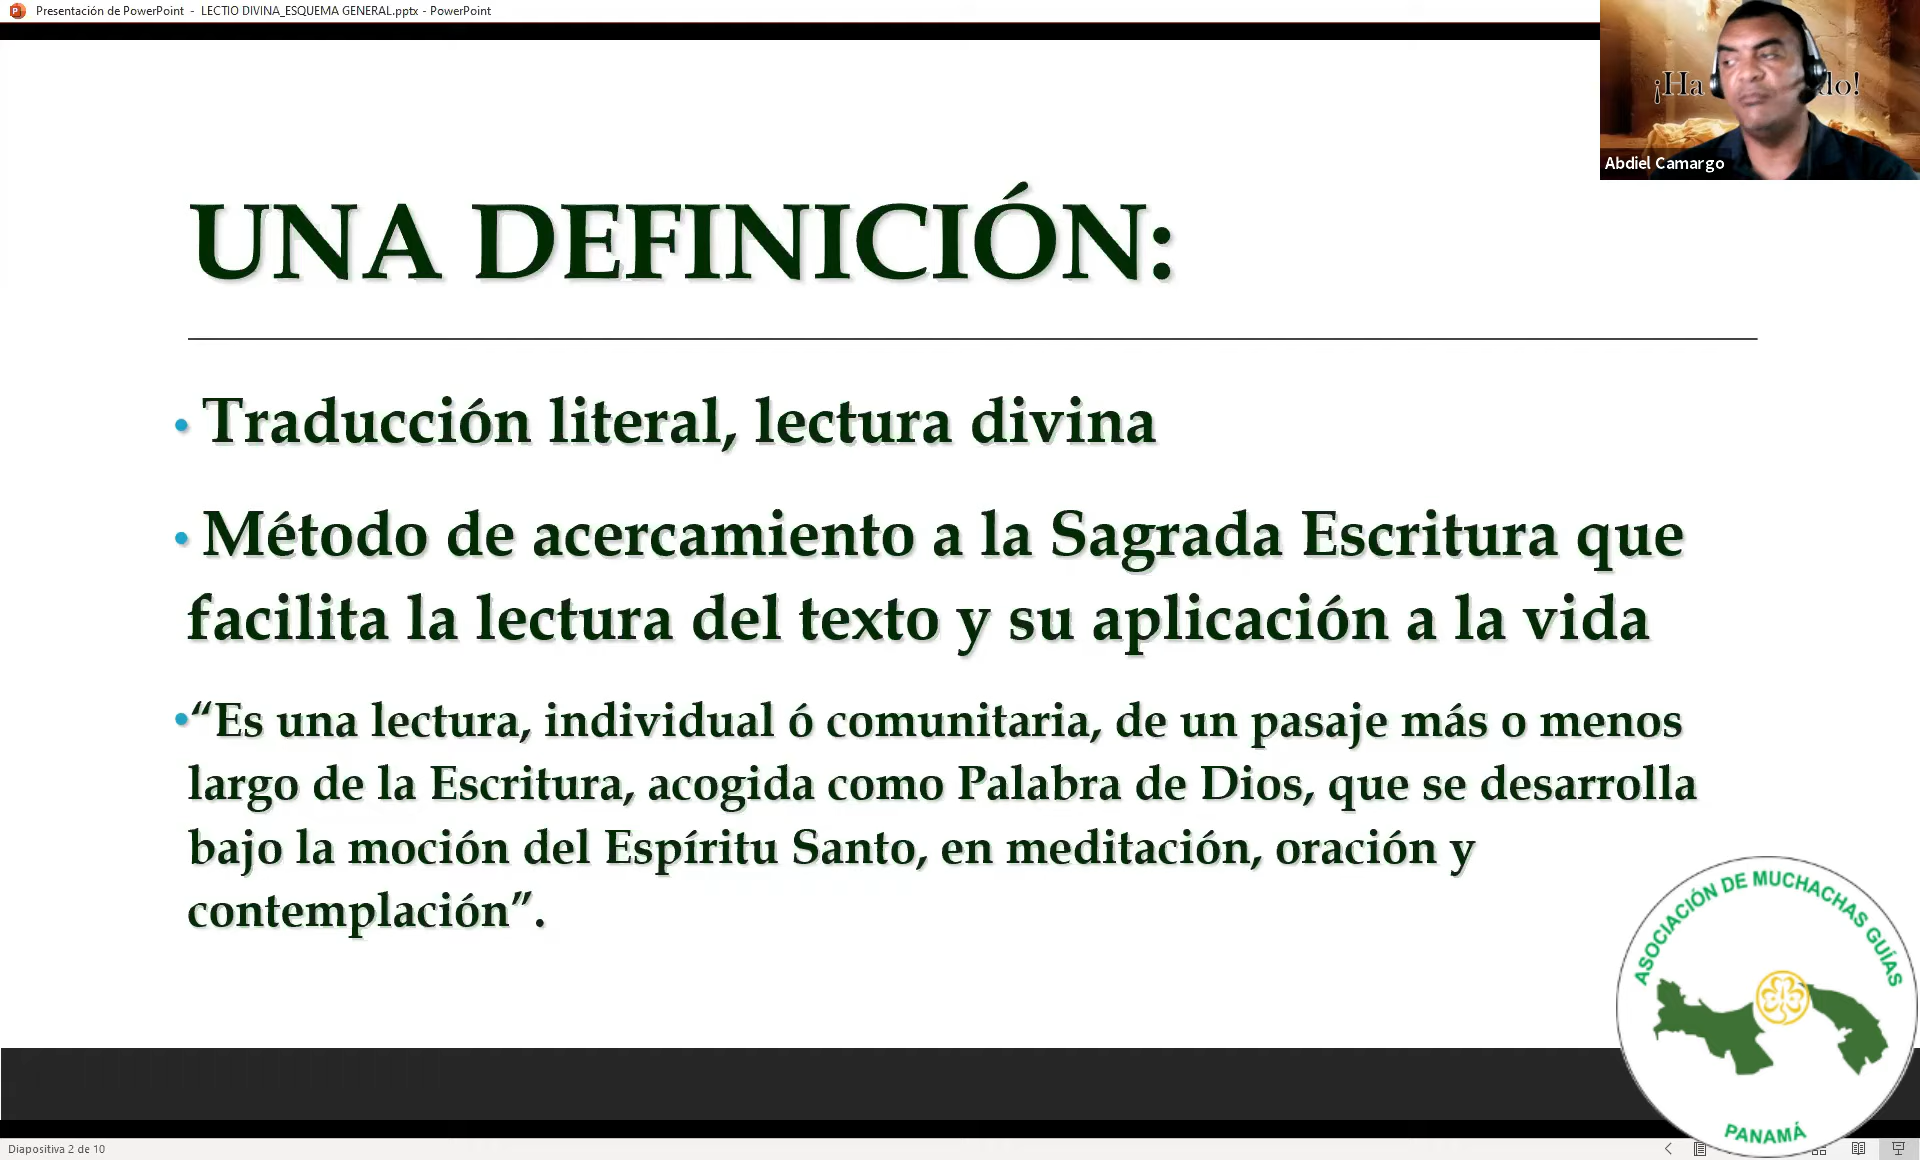 Presentación de PowerPoint - LECTIO DIVINA_ESQUEMA GENERAL.pptx - PowerPoint
¡Ha do!
Abdiel Camargo
UNA DEFINICIÓN:
• Traducción literal, lectura divina
• Método de acercamiento a la Sagrada Escritura que
facilita la lectura del texto y su aplicación a la vida
•“Es una lectura, individual ó comunitaria, de un pasaje más o menos
largo de la Escritura, acogida como Palabra de Dios, que se desarrolla
bajo la moción del Espíritu Santo, en meditación, oración y
contemplación”.
ASOCIACIÓN DE MUCHACHAS GUÍAS
PANAMÁ
Diapositiva 2 de 10